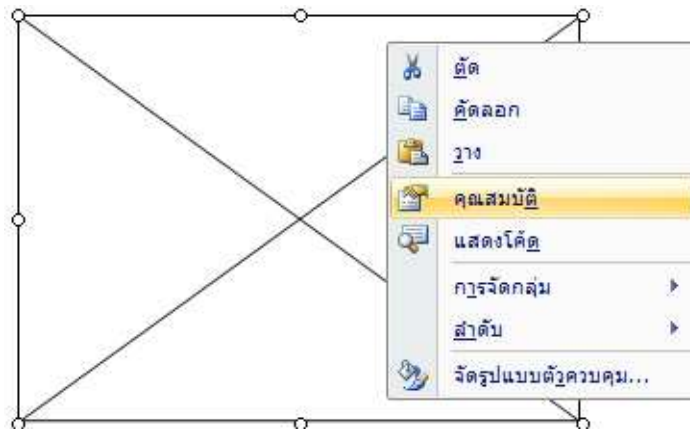 ตัด
คัดลอก
วาง
คุณสมบัติ
แสดงโค้ด
การจัดกลุ่ม
ลำดับ
จัดรูปแบบตัวควบคุม...